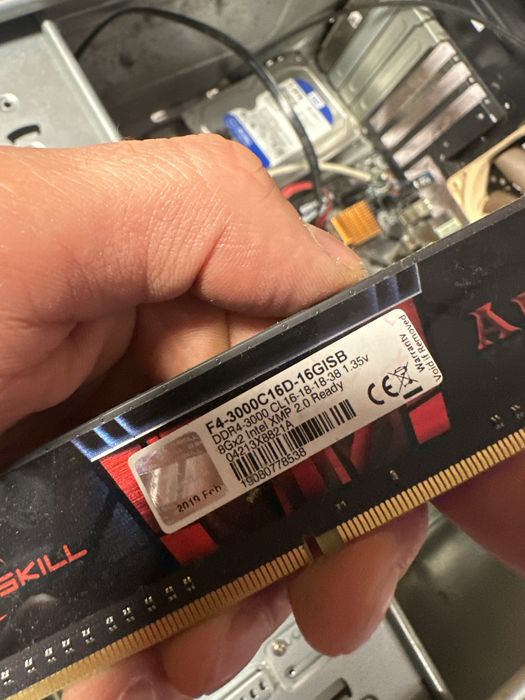 F4-3000C16D-16GISB
DDR4-3000 CL16-18-18-38 1.35v
8Gx2 Intel XMP 2.0 Ready
04213X8821A
19080778538
2019 Feb
Warranty
Void If Removed
CE
SKILL
A